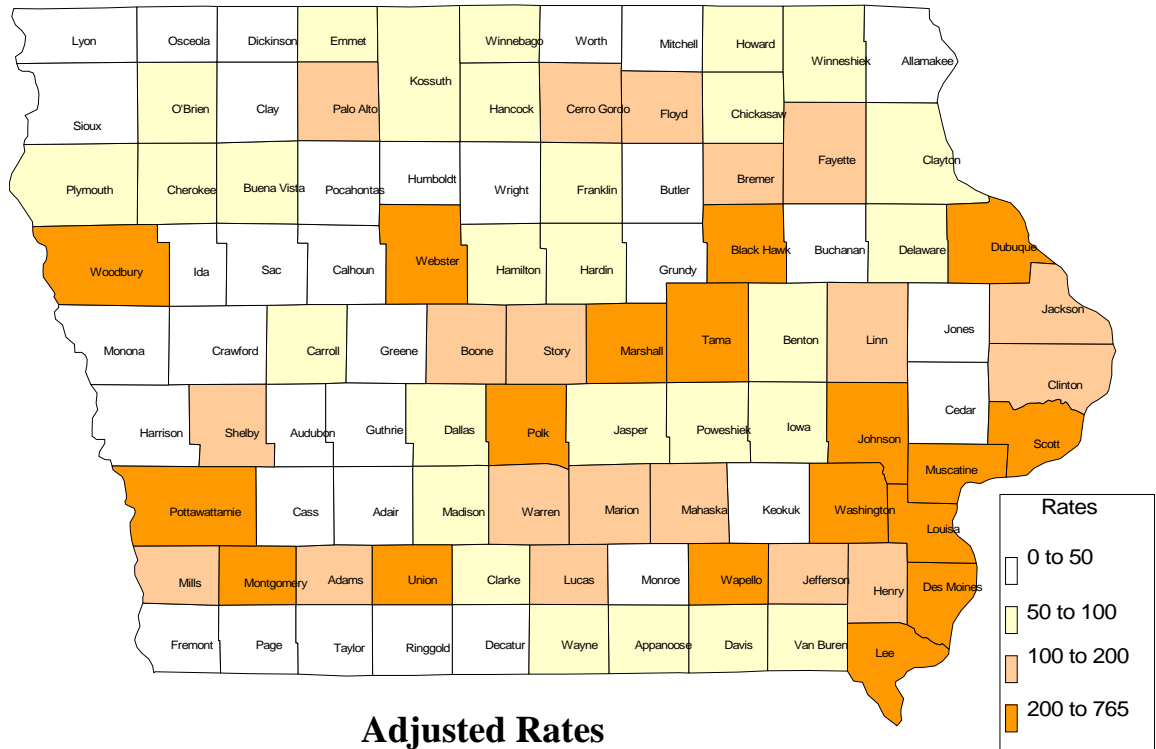 Lyon Osceola Dickinson Emmet Winnebago Worth Mitchell Howard Winneshiek Allamakee
Sioux O'Brien Clay Palo Alto Kossuth Hancock Cerro Gordo Floyd Chickasaw
Plymouth Cherokee Buena Vista Pocahontas Humboldt Wright Franklin Butler Bremer Fayette Clayton
Woodbury Ida Sac Calhoun Webster Hamilton Hardin Grundy Black Hawk Buchanan Delaware Dubuque
Monona Crawford Carroll Greene Boone Story Marshall Tama Benton Linn Jones Jackson
Clinton
Harrison Shelby Audubon Guthrie Dallas Polk Jasper Poweshiek Iowa Johnson Cedar Scott
Muscatine
Pottawattamie Cass Adair Madison Warren Marion Mahaska Keokuk Washington Louisa
Mills Montgomery Adams Union Clarke Lucas Monroe Wapello Jefferson Henry Des Moines
Fremont Page Taylor Ringgold Decatur Wayne Appanoose Davis Van Buren Lee
Rates
0 to 50
50 to 100
100 to 200
200 to 765
Adjusted Rates